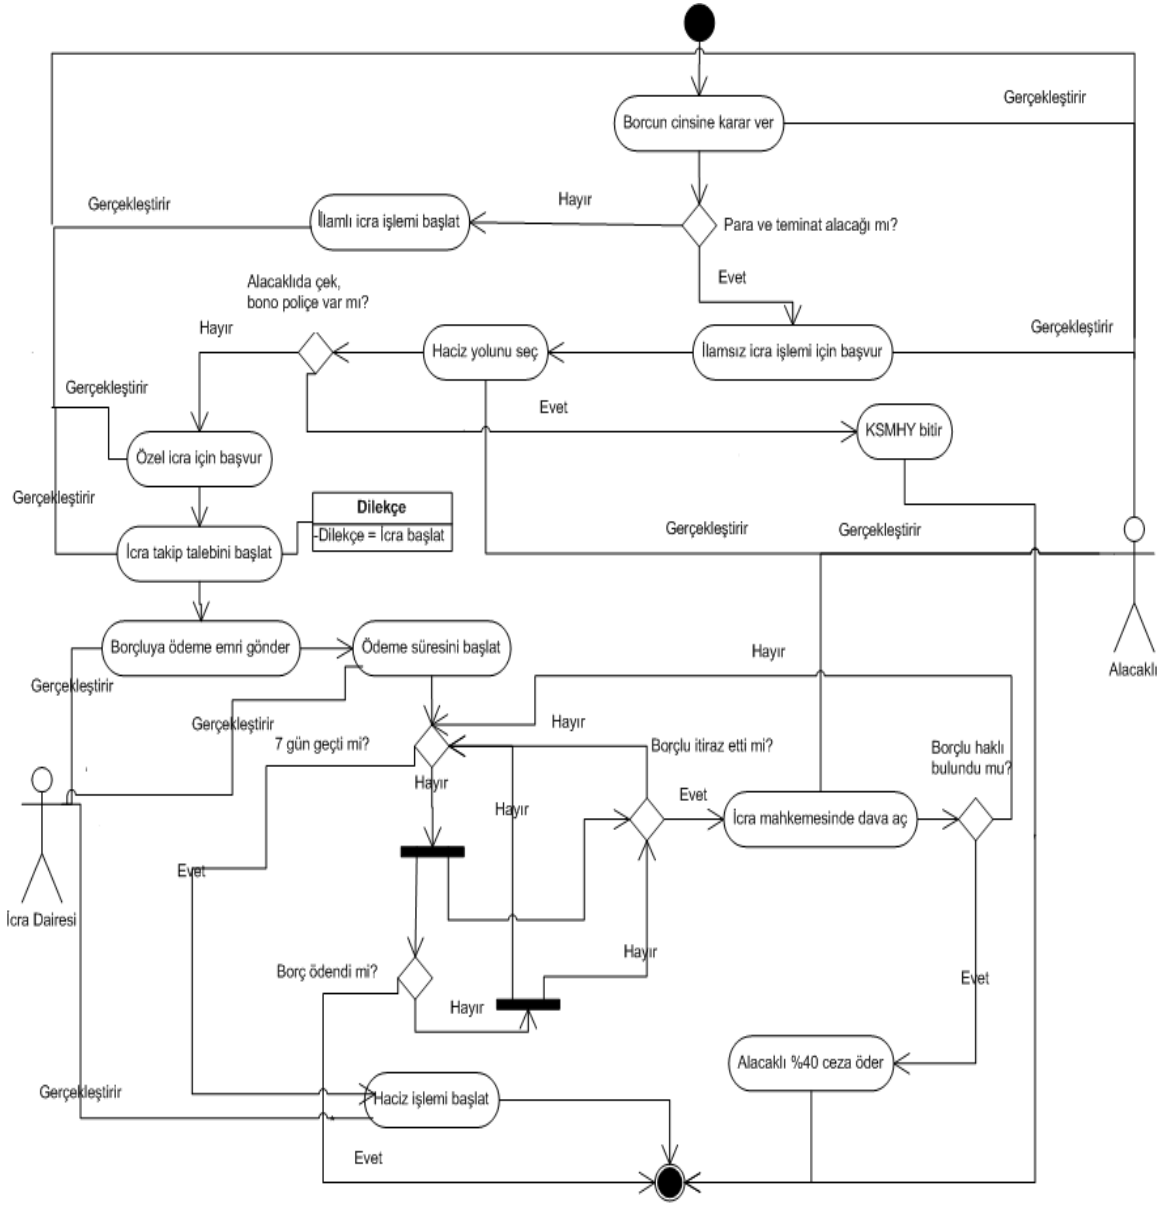 Gerçekleştirir
Borcun cinsine karar ver
Hayır
Gerçekleştirir
İllamlı icra işlemi başlat
Para ve teminat alacağı mı?
Evet
Alacaklıda çek,
bono poliçe var mı?
Hayır
Gerçekleştirir
Haciz yolunu seç
İlamsız icra işlemi için başvur
Gerçekleştirir
Evet
KSMHY bitir
Özel icra için başvur
Gerçekleştirir
Dilekçe
-Dilekçe = İcra başlat
Gerçekleştirir
Gerçekleştirir
İcra takip talebini başlat
Borçluya ödeme emri gönder
Ödeme süresini başlat
Hayır
Alacaklı
Gerçekleştirir
Gerçekleştirir
Hayır
7 gün geçti mi?
Borçlu itiraz etti mi?
Borçlu haklı
bulundu mu?
Hayır
Evet
Hayır
İcra mahkemesinde dava aç
Evet
İcra Dairesi
Hayır
Borç ödendi mi?
Evet
Hayır
Alacaklı %40 ceza öder
Gerçekleştirir
Haciz işlemi başlat
Evet